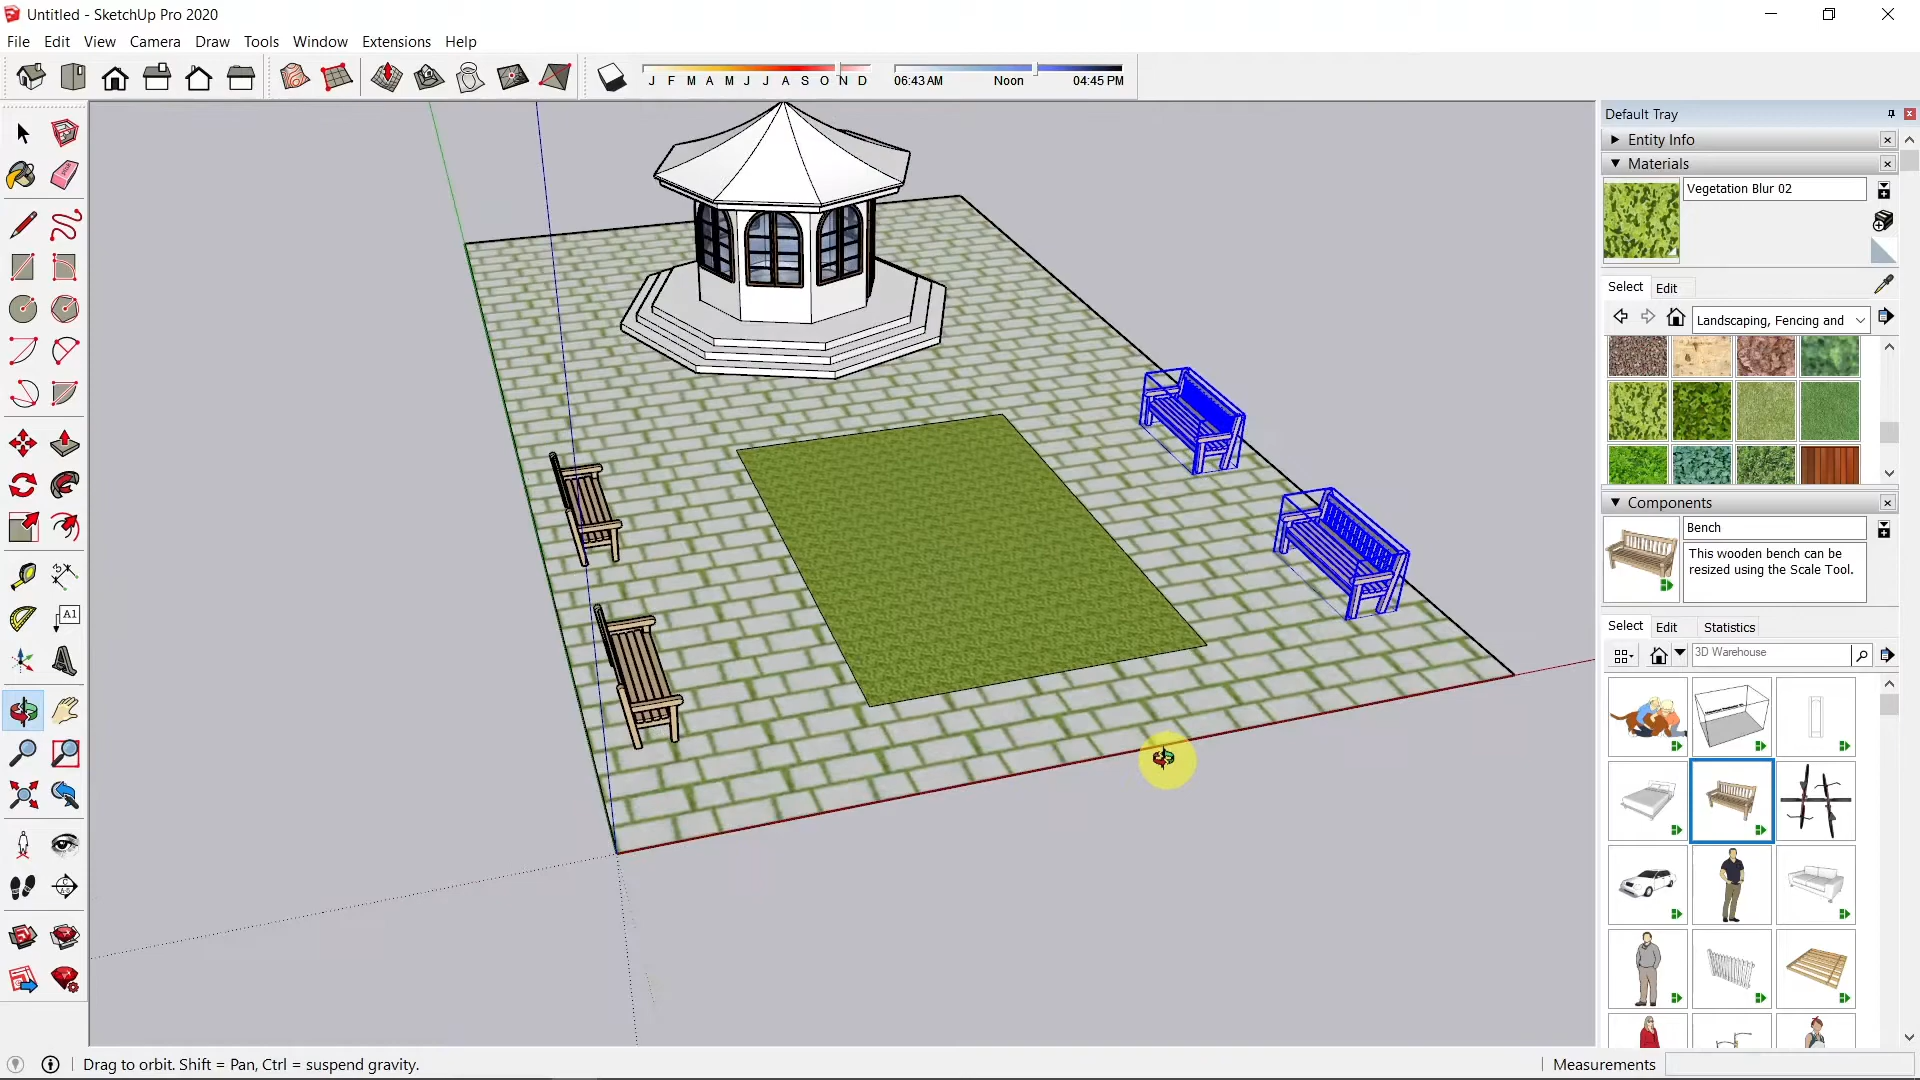 Untitled - SketchUp Pro 2020
File Edit View Camera Draw Tools Window Extensions Help
J F M A M J J A S O N D
06:43 AM Noon 04:45 PM
Default Tray
Entity Info
Materials
Vegetation Blur 02
Select Edit
Landscaping, Fencing and
Components
Bench
This wooden bench can be
resized using the Scale Tool.
Select Edit Statistics
3D Warehouse
A1
Drag to orbit. Shift = Pan, Ctrl = suspend gravity.
Measurements